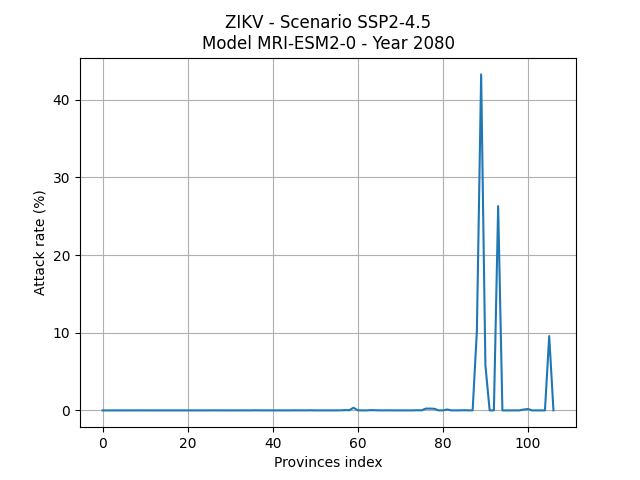 ZIKV - Scenario SSP2-4.5
Model MRI-ESM2-0 - Year 2080
40
30
20
10
0
Attack rate (%)
0 20 40 60 80 100
Provinces index